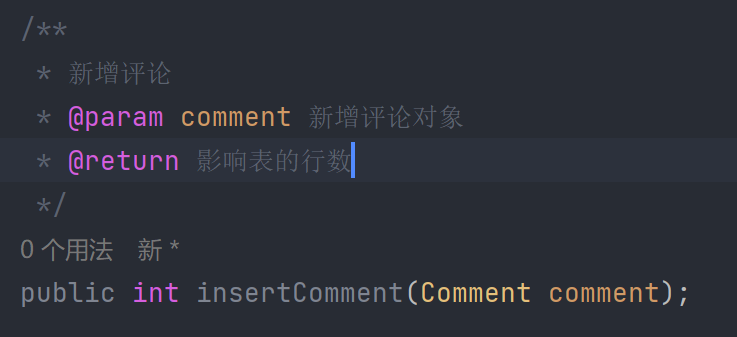 /**
* 新增评论
* @param comment 新增评论对象
* @return 影响表的行数
*/
0 个用法 新 *
public int insertComment(Comment comment);